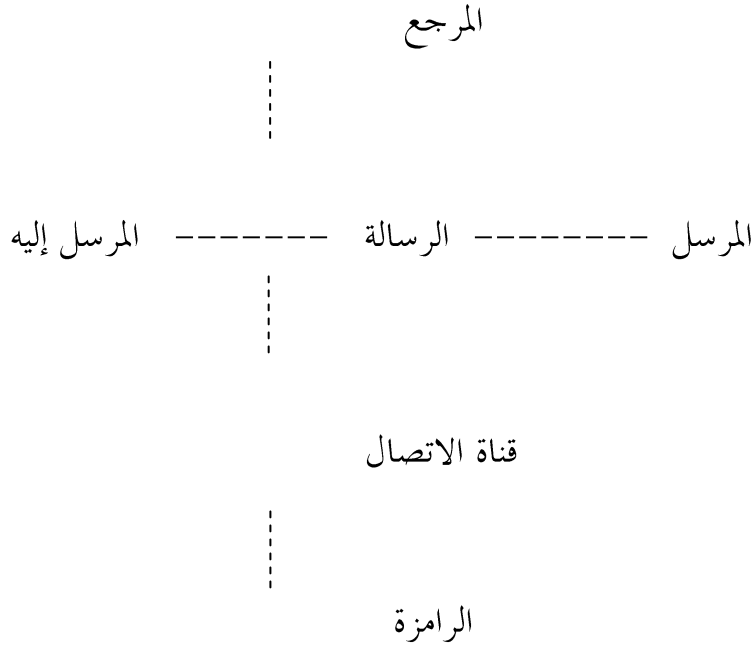 المرجع
المرسل -------- الرسالة ------- المرسل إليه
قناة الاتصال
الرامزة